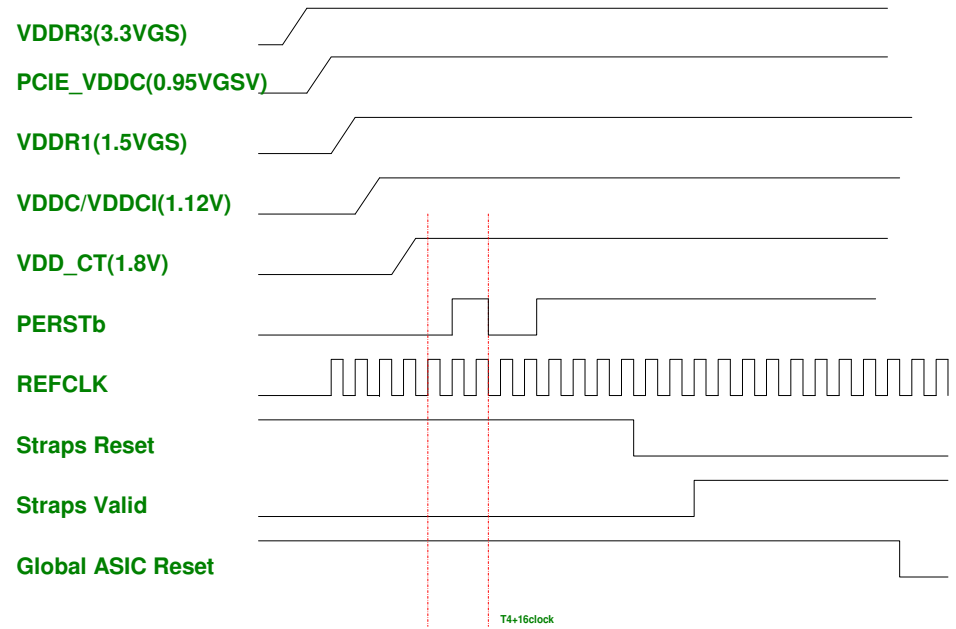 VDDR3(3.3VGS)
PCIE_VDDC(0.95VGSV)
VDDR1(1.5VGS)
VDDC/VDDCI(1.12V)
VDD_CT(1.8V)
PERSTb
REFCLK
Straps Reset
Straps Valid
Global ASIC Reset
T4+16clock